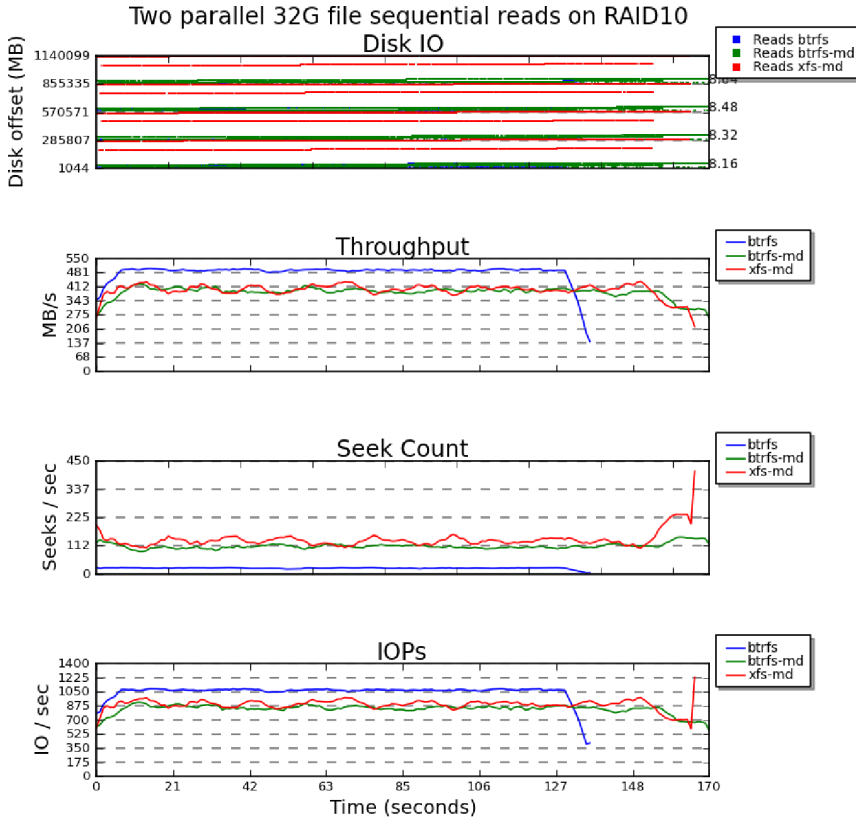 Two parallel 32G file sequential reads on RAID10
Disk IO
Disk offset (MB)
1140099
855335
570571
285807
1044
8.64
8.48
8.32
8.16
Reads btrfs
Reads btrfs-md
Reads xfs-md
Throughput
MB/s
550
481
412
343
275
206
137
68
0
btrfs
btrfs-md
xfs-md
Seek Count
Seeks / sec
450
337
225
112
0
btrfs
btrfs-md
xfs-md
IOPs
IO / sec
1400
1225
1050
875
700
525
350
175
0
btrfs
btrfs-md
xfs-md
0 21 42 63 85 106 127 148 170
Time (seconds)